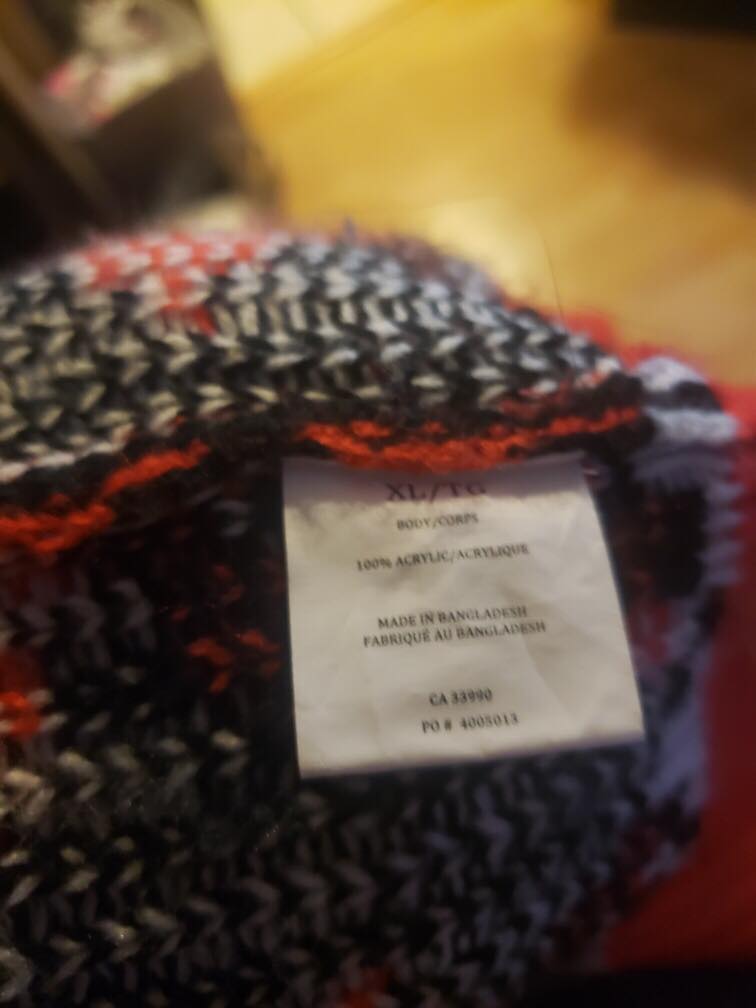 XL/TG
BODY/CORPS
100% ACRYLIC/ACRYLIQUE
MADE IN BANGLADESH
FABRIQUÉ AU BANGLADESH
CA 33990
PO # 4005013